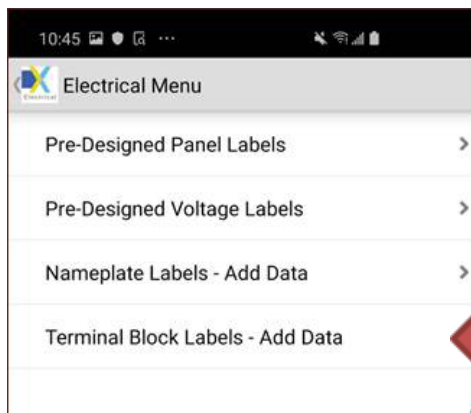 10:45
Electrical Menu
Pre-Designed Panel Labels
Pre-Designed Voltage Labels
Nameplate Labels - Add Data
Terminal Block Labels - Add Data